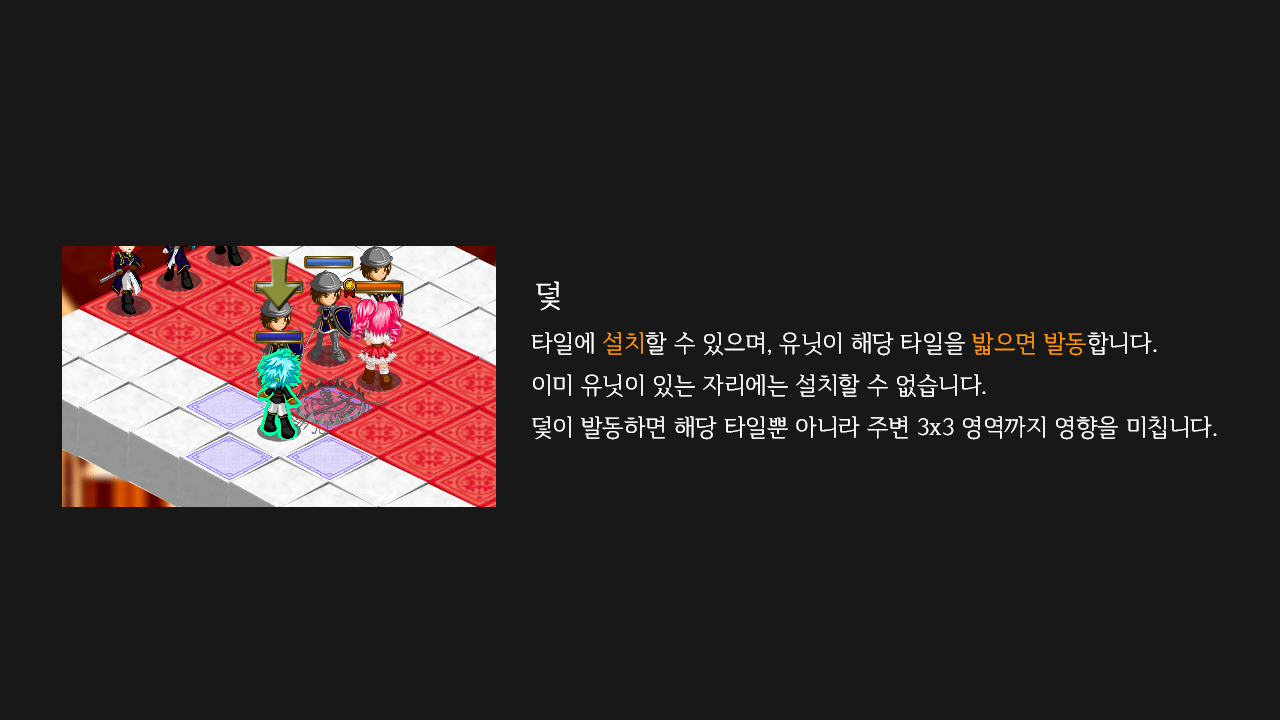 덫
타일에 설치할 수 있으며, 유닛이 해당 타일을 밟으면 발동합니다.
이미 유닛이 있는 자리에는 설치할 수 없습니다.
덫이 발동하면 해당 타일뿐 아니라 주변 3x3 영역까지 영향을 미칩니다.